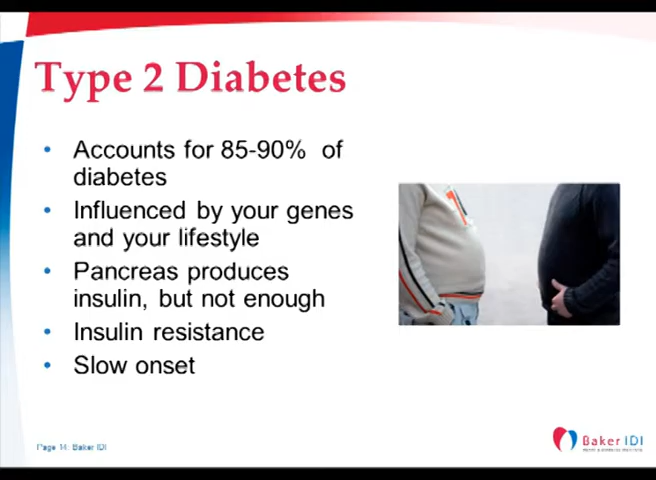 Type 2 Diabetes
• Accounts for 85-90% of
diabetes
• Influenced by your genes
and your lifestyle
• Pancreas produces
insulin, but not enough
• Insulin resistance
• Slow onset
Page 14: Baker IDI
Baker IDI